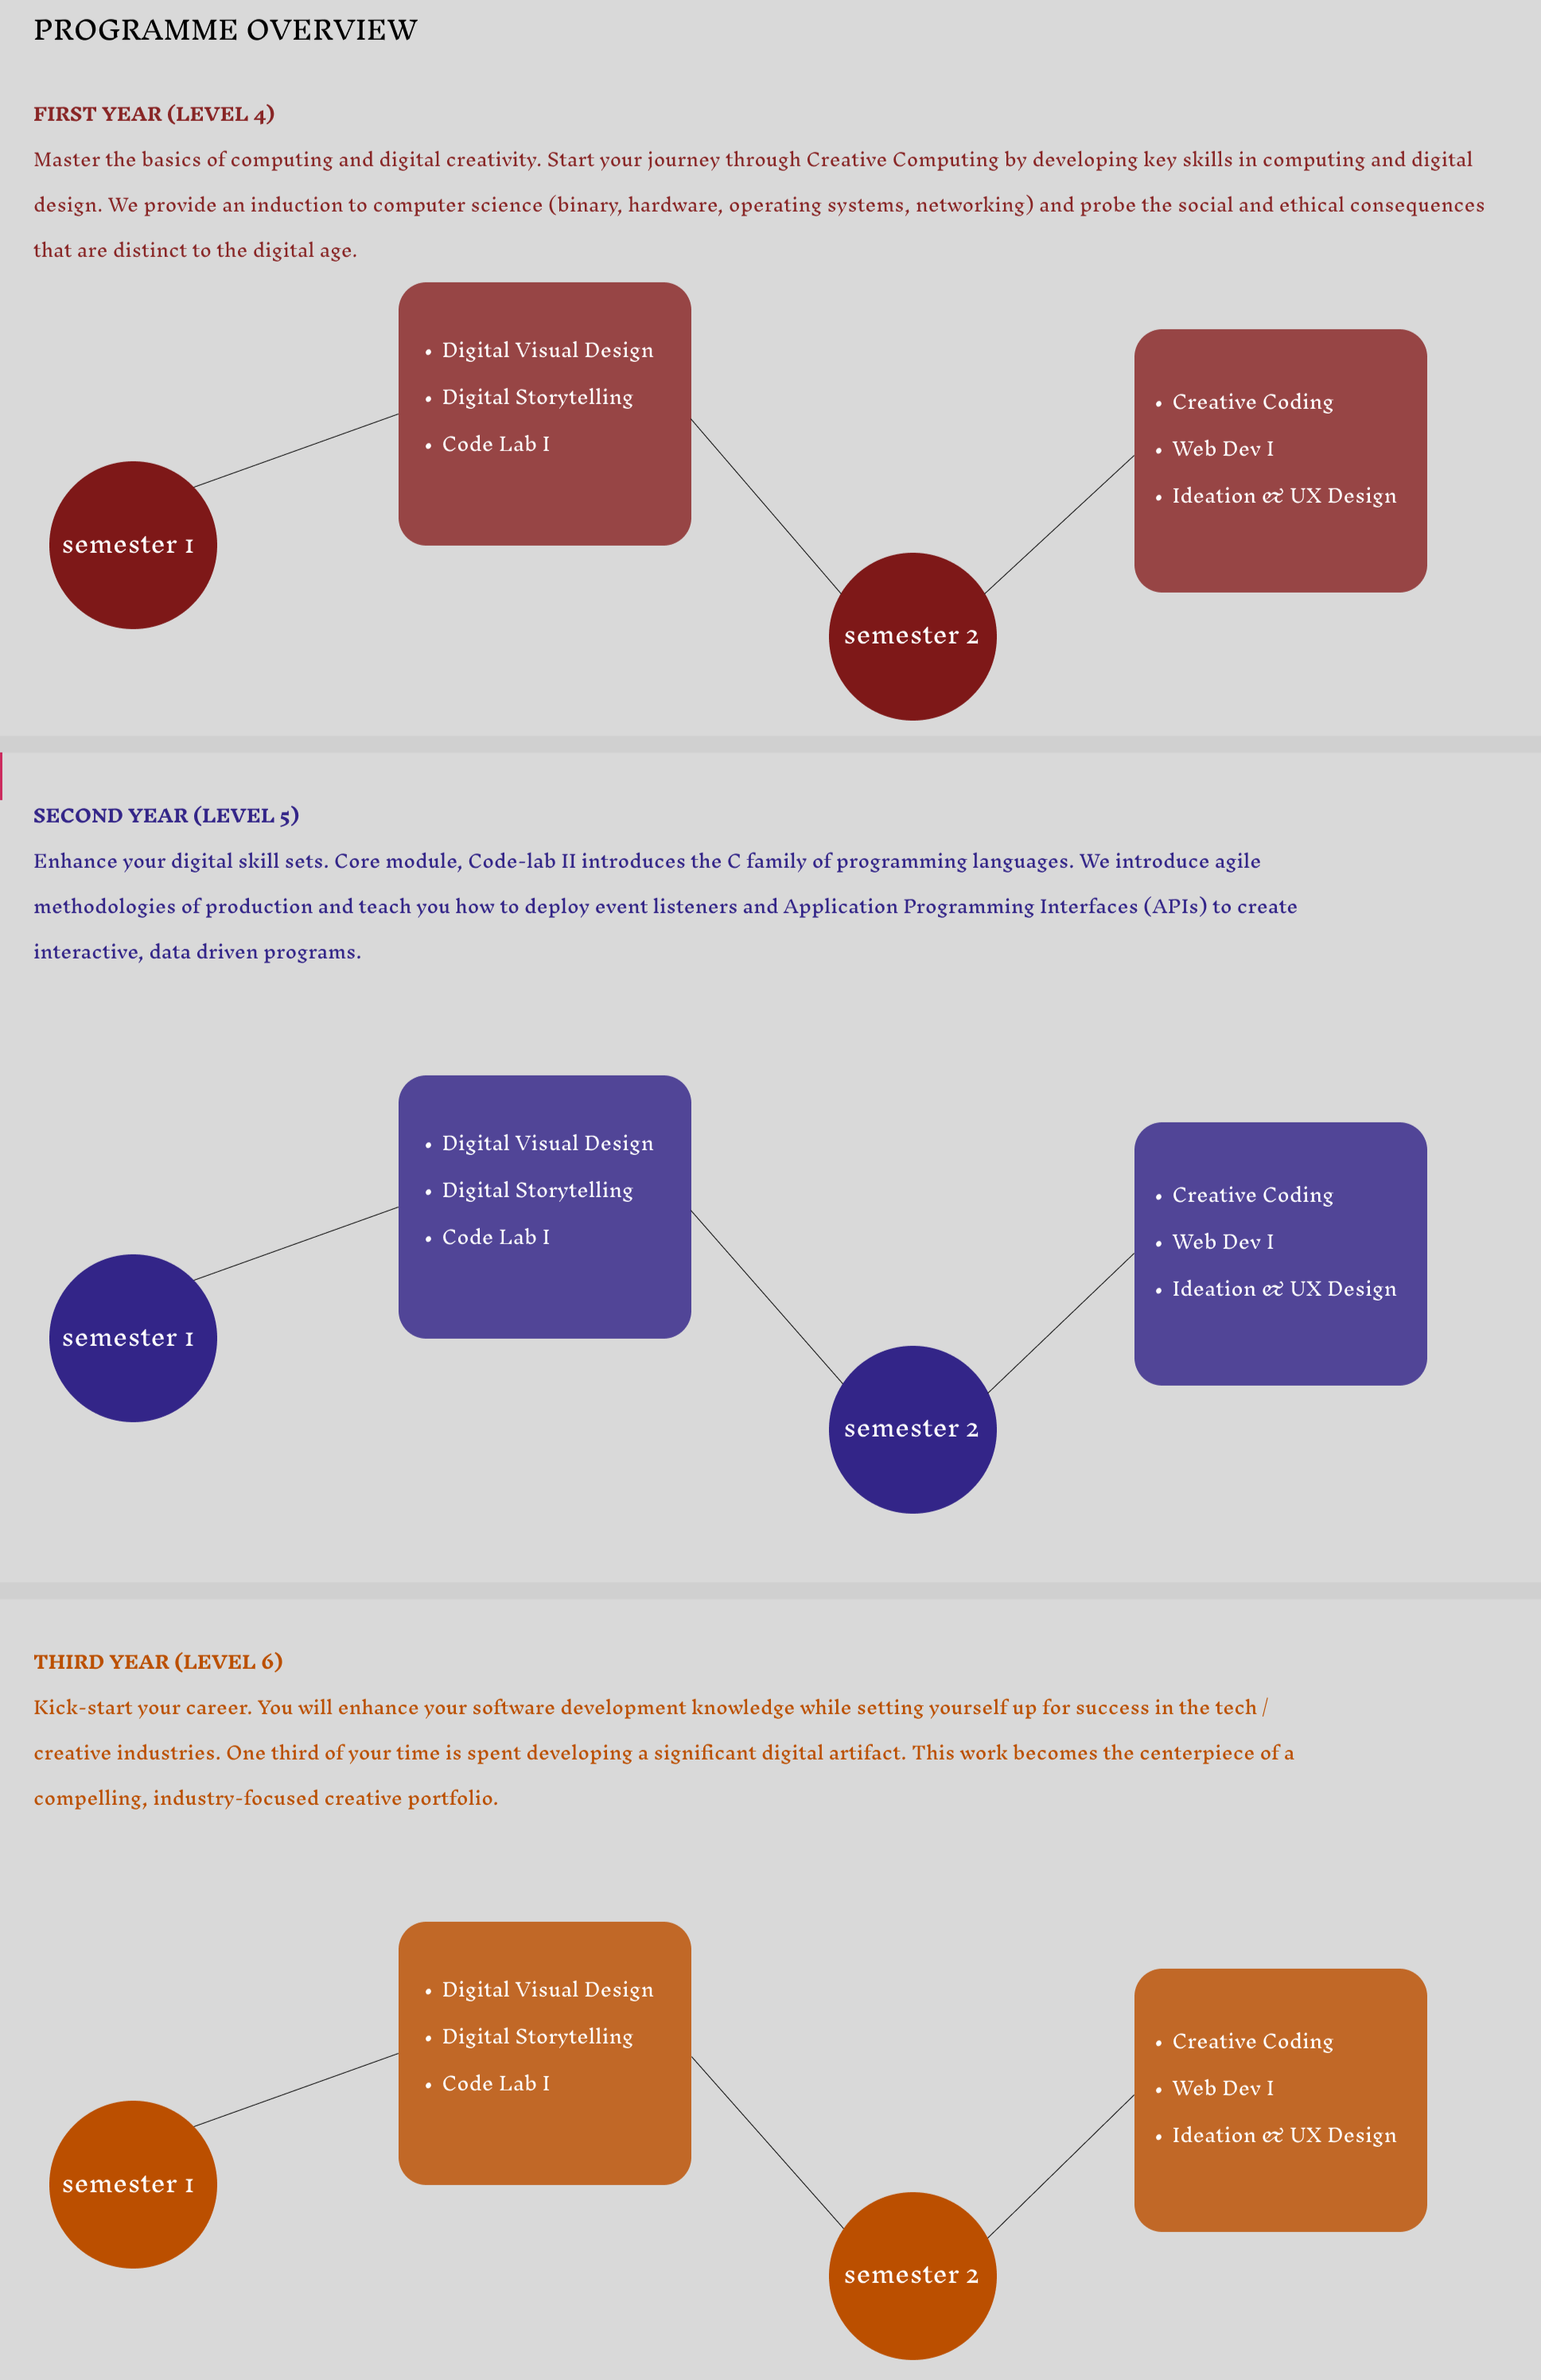 PROGRAMME OVERVIEW
FIRST YEAR (LEVEL 4)
Master the basics of computing and digital creativity. Start your journey through Creative Computing by developing key skills in computing and digital
design. We provide an induction to computer science (binary, hardware, operating systems, networking) and probe the social and ethical consequences
that are distinct to the digital age.
semester 1
• Digital Visual Design
• Digital Storytelling
• Code Lab I
semester 2
• Creative Coding
• Web Dev I
• Ideation & UX Design
SECOND YEAR (LEVEL 5)
Enhance your digital skill sets. Core module, Code-lab II introduces the C family of programming languages. We introduce agile
methodologies of production and teach you how to deploy event listeners and Application Programming Interfaces (APIs) to create
interactive, data driven programs.
semester 1
• Digital Visual Design
• Digital Storytelling
• Code Lab I
semester 2
• Creative Coding
• Web Dev I
• Ideation & UX Design
THIRD YEAR (LEVEL 6)
Kick-start your career. You will enhance your software development knowledge while setting yourself up for success in the tech /
creative industries. One third of your time is spent developing a significant digital artifact. This work becomes the centerpiece of a
compelling, industry-focused creative portfolio.
semester 1
• Digital Visual Design
• Digital Storytelling
• Code Lab I
semester 2
• Creative Coding
• Web Dev I
• Ideation & UX Design